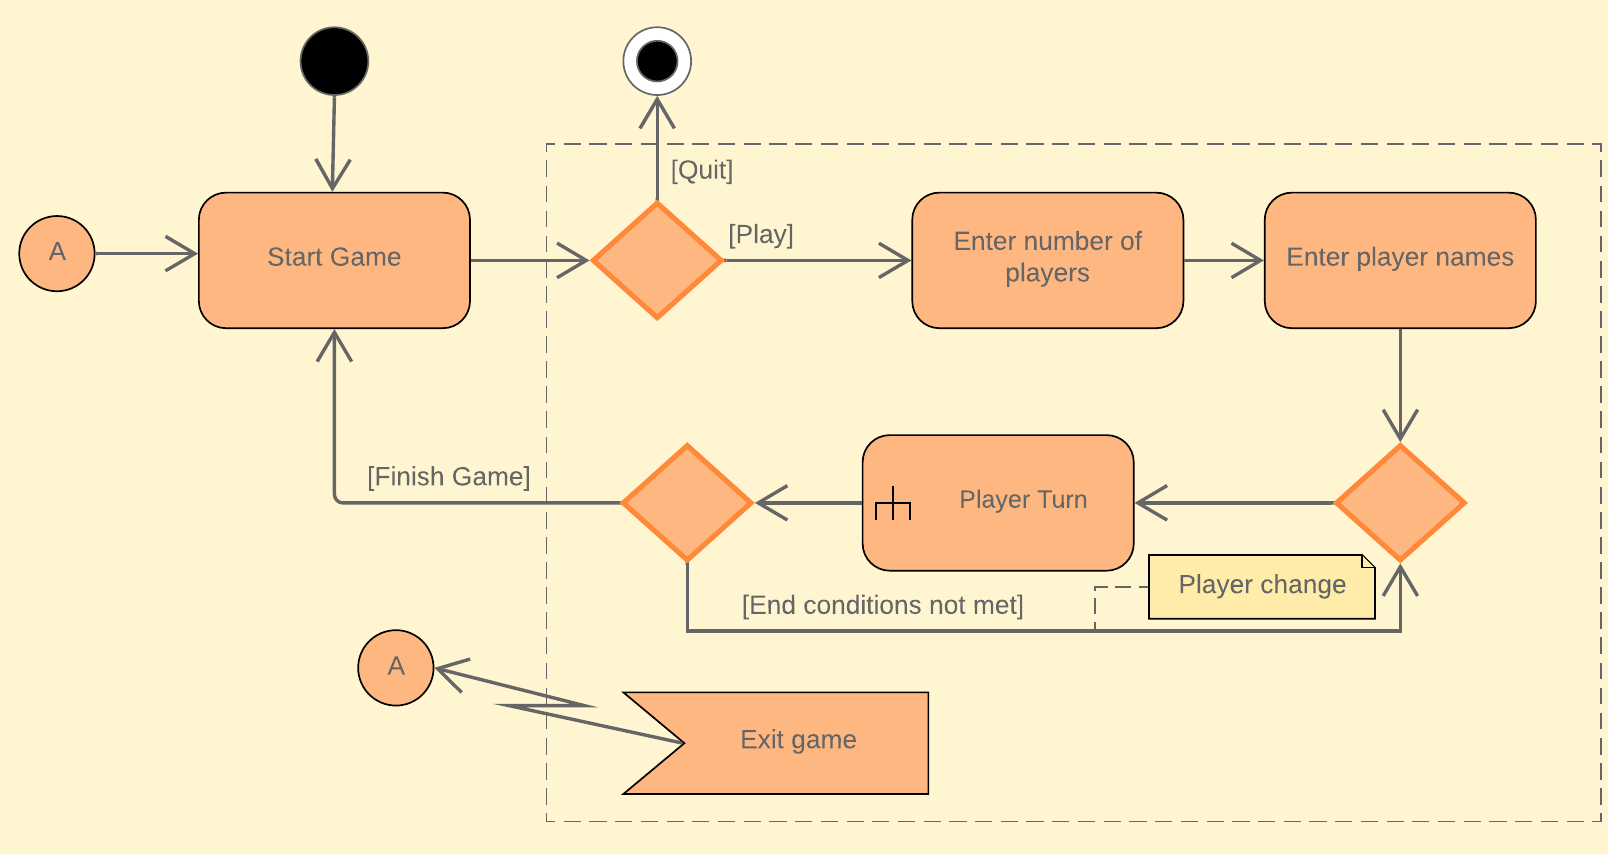 [Quit]
[Play]
A
Start Game
Enter number of
players
Enter player names
[Finish Game]
Player Turn
[End conditions not met]
Player change
A
Exit game